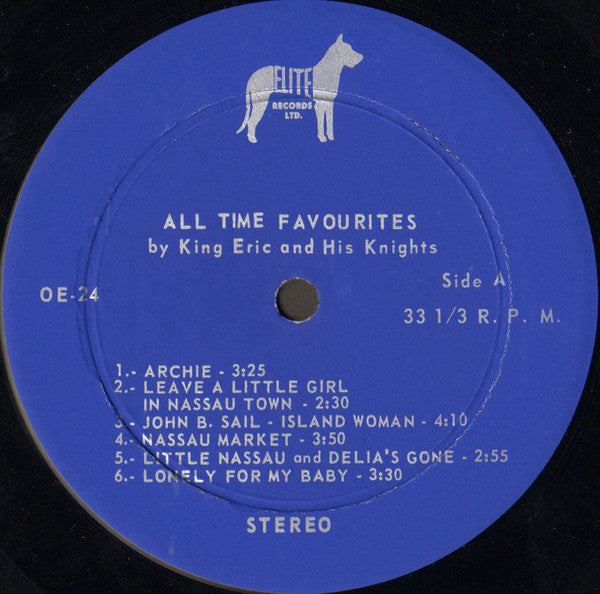 ELITE
RECORDS
LTD.
ALL TIME FAVOURITES
by King Eric and His Knights
OE-24
Side A
33 1/3 R. P. M.
1.- ARCHIE - 3:25
2.- LEAVE A LITTLE GIRL
IN NASSAU TOWN - 2:30
3.- JOHN B. SAIL - ISLAND WOMAN - 4:10
4.- NASSAU MARKET - 3:50
5.- LITTLE NASSAU and DELIA'S GONE - 2:55
6.- LONELY FOR MY BABY - 3:30
STEREO